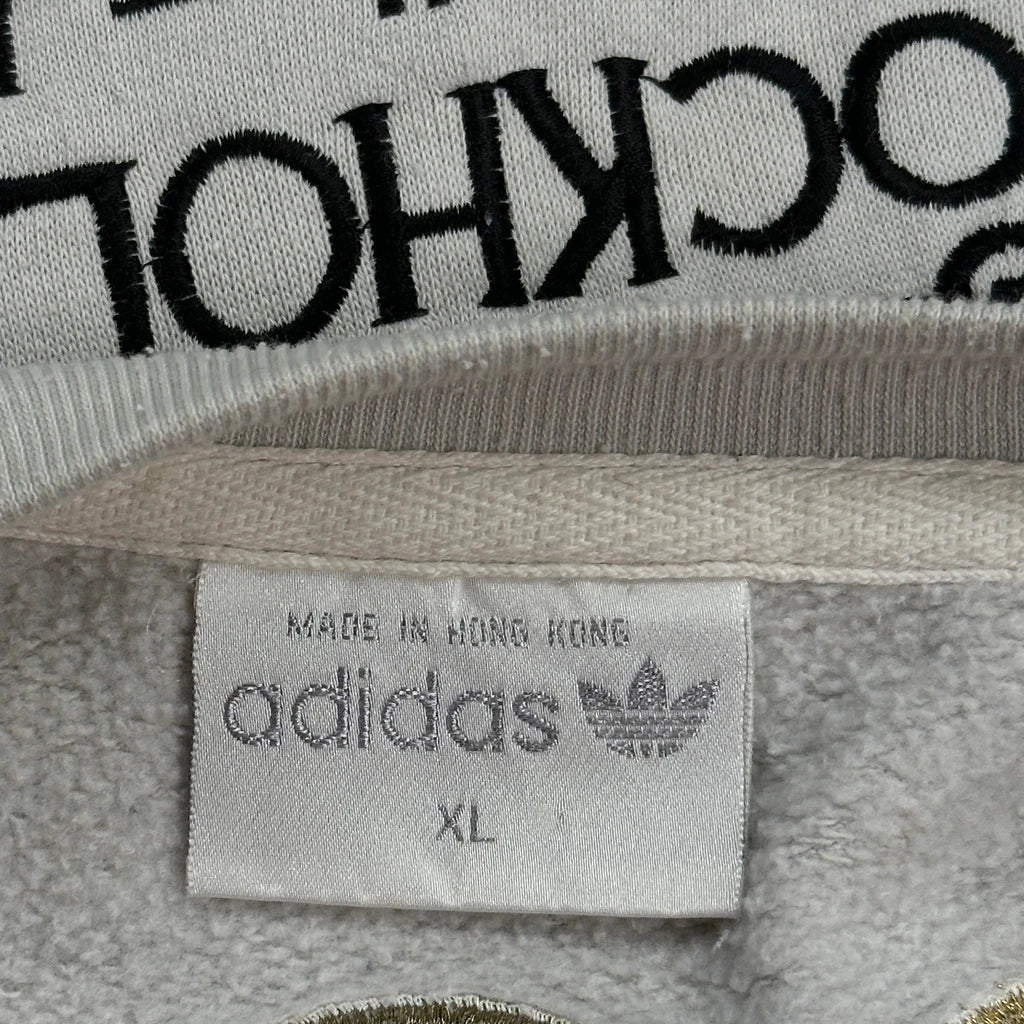 OCKHOL
MADE IN HONG KONG
adidas
XL